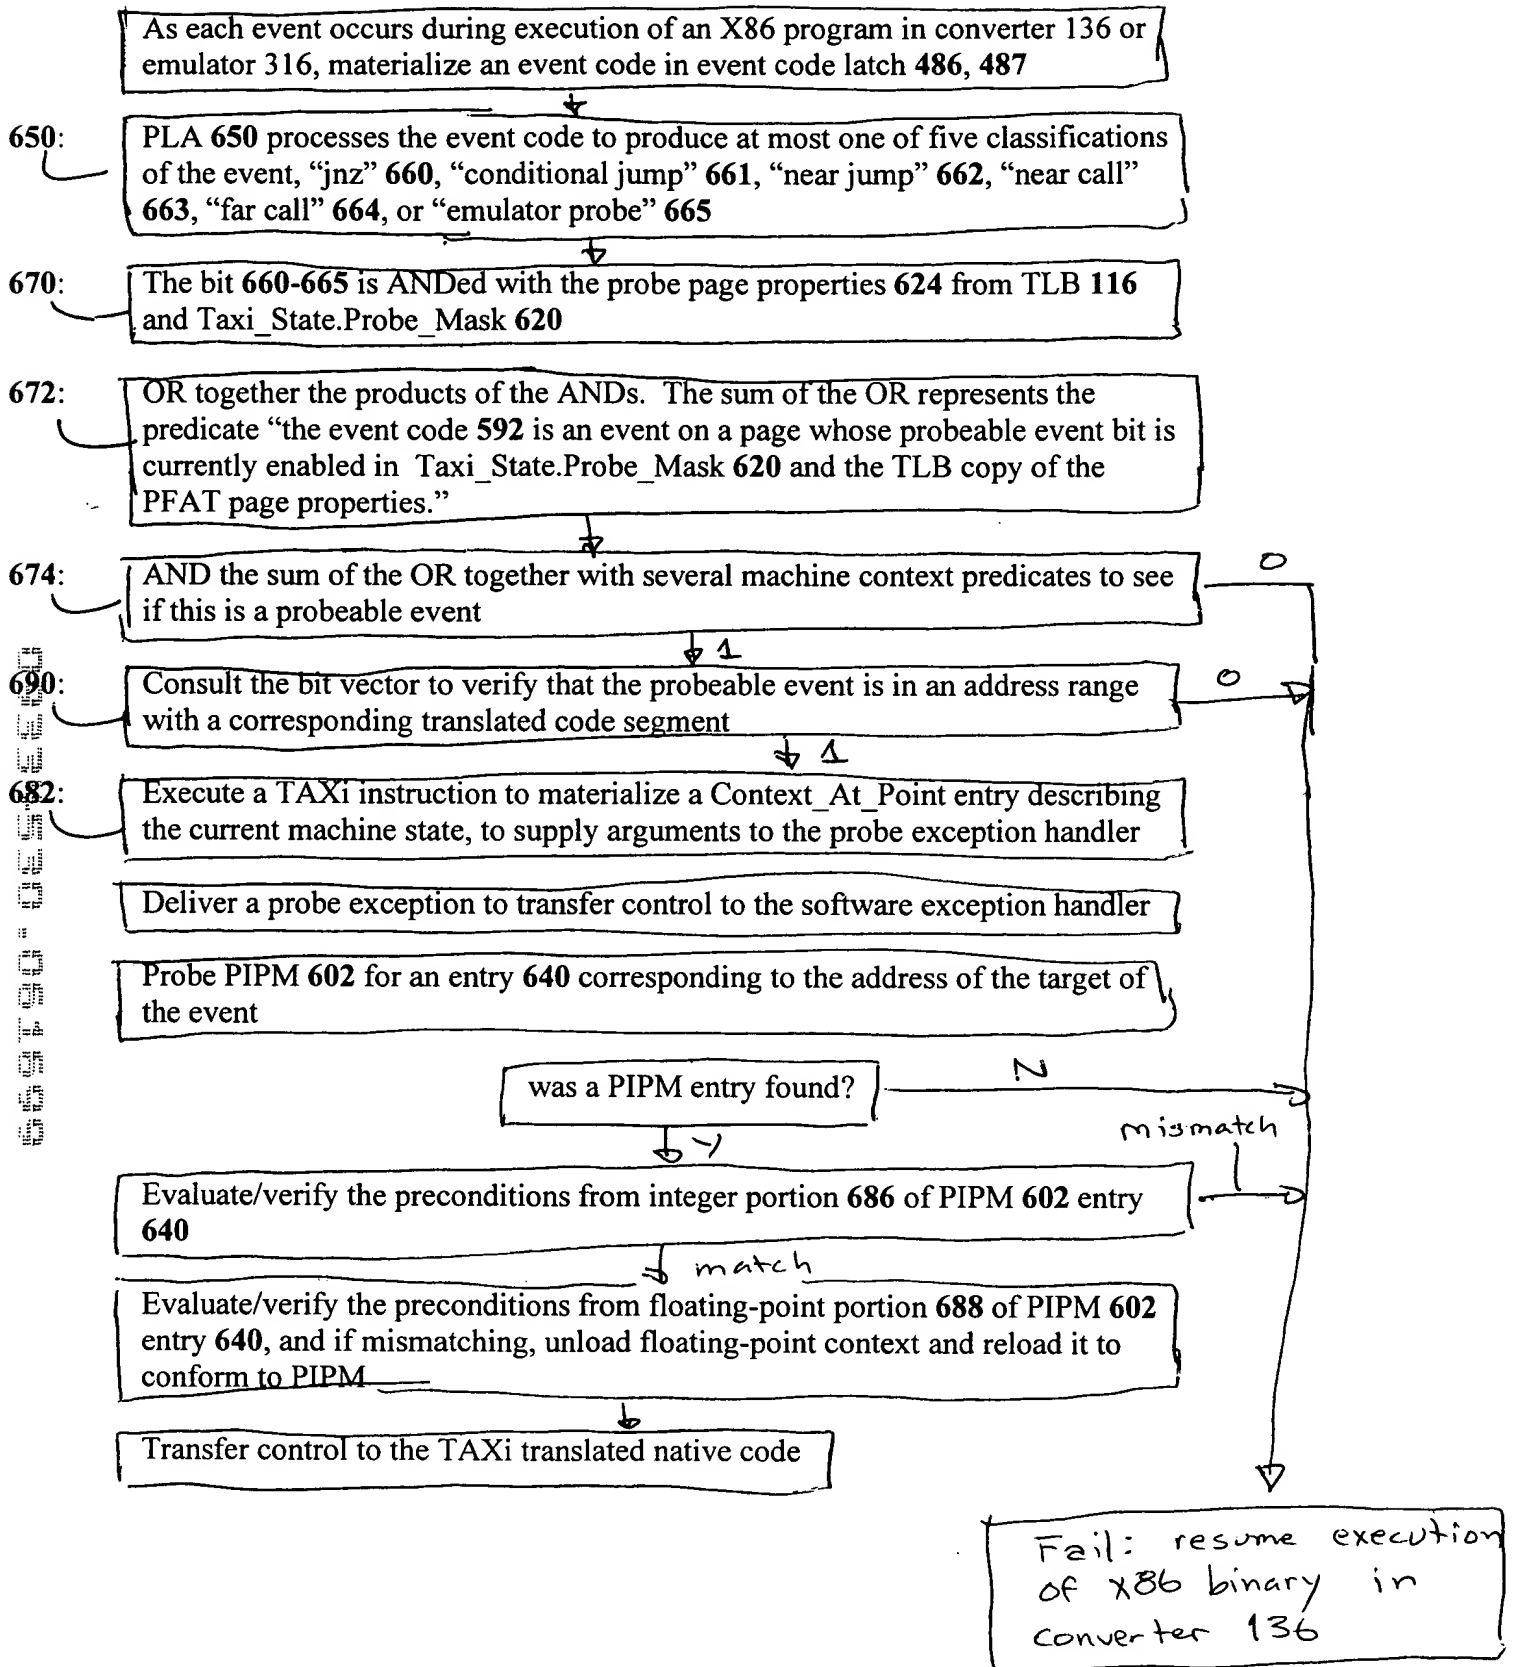 As each event occurs during execution of an X86 program in converter 136 or
emulator 316, materialize an event code in event code latch 486, 487
650: PLA 650 processes the event code to produce at most one of five classifications
of the event, “jnz” 660, “conditional jump” 661, “near jump” 662, “near call”
663, “far call” 664, or “emulator probe” 665
670: The bit 660-665 is ANDed with the probe page properties 624 from TLB 116
and Taxi_State.Probe_Mask 620
672: OR together the products of the ANDs. The sum of the OR represents the
predicate “the event code 592 is an event on a page whose probeable event bit is
currently enabled in Taxi_State.Probe_Mask 620 and the TLB copy of the
PFAT page properties.”
674: AND the sum of the OR together with several machine context predicates to see
if this is a probeable event
0
1
690: Consult the bit vector to verify that the probeable event is in an address range
with a corresponding translated code segment
0
1
682: Execute a TAXi instruction to materialize a Context_At_Point entry describing
the current machine state, to supply arguments to the probe exception handler
Deliver a probe exception to transfer control to the software exception handler
Probe PIPM 602 for an entry 640 corresponding to the address of the target of
the event
was a PIPM entry found?
N
Y
mismatch
Evaluate/verify the preconditions from integer portion 686 of PIPM 602 entry
640
match
Evaluate/verify the preconditions from floating-point portion 688 of PIPM 602
entry 640, and if mismatching, unload floating-point context and reload it to
conform to PIPM
Transfer control to the TAXi translated native code
Fail: resume execution
of X86 binary in
converter 136